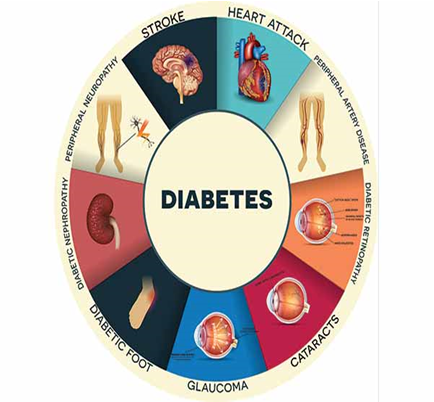 DIABETES
STROKE
HEART ATTACK
PERIPHERAL ARTERY DISEASE
DIABETIC RETINOPATHY
CATARACTS
GLAUCOMA
DIABETIC FOOT
DIABETIC NEPHROPATHY
PERIPHERAL NEUROPATHY